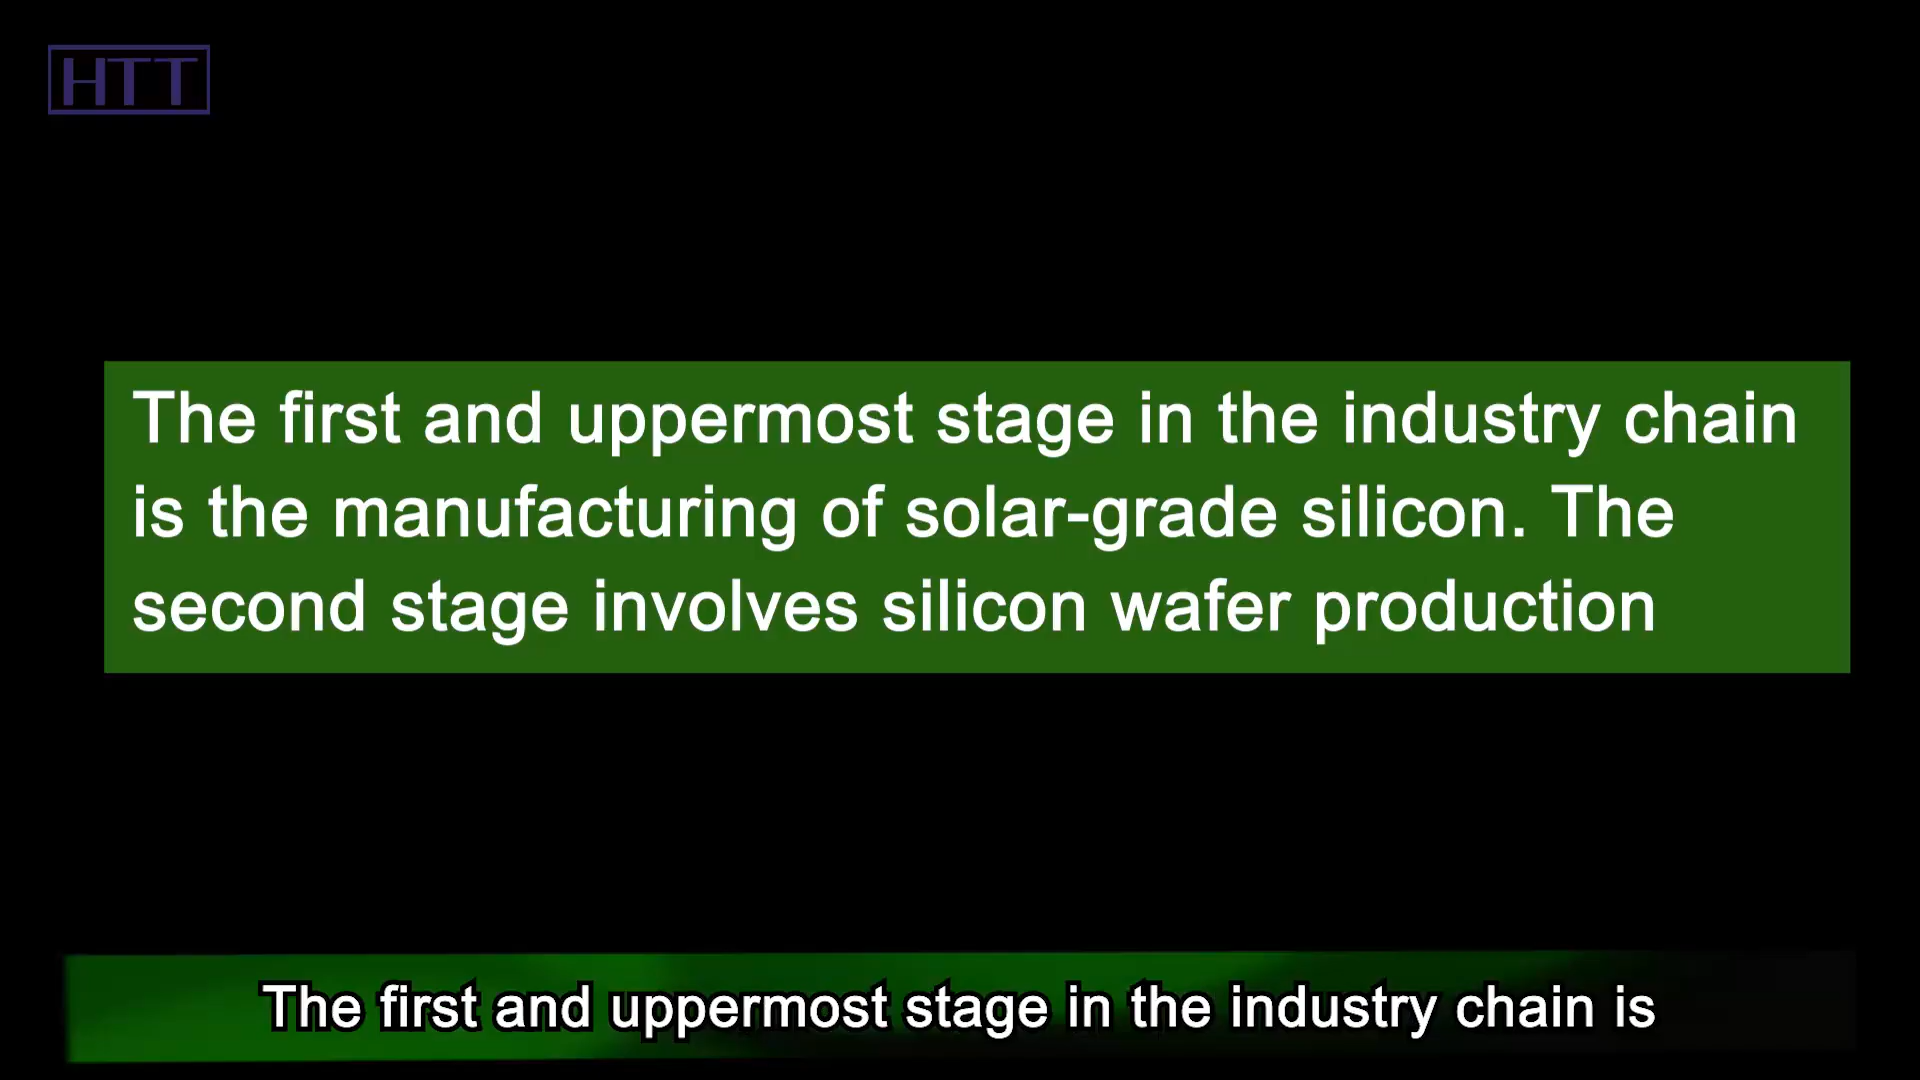 HTT
The first and uppermost stage in the industry chain
is the manufacturing of solar-grade silicon. The
second stage involves silicon wafer production
The first and uppermost stage in the industry chain is